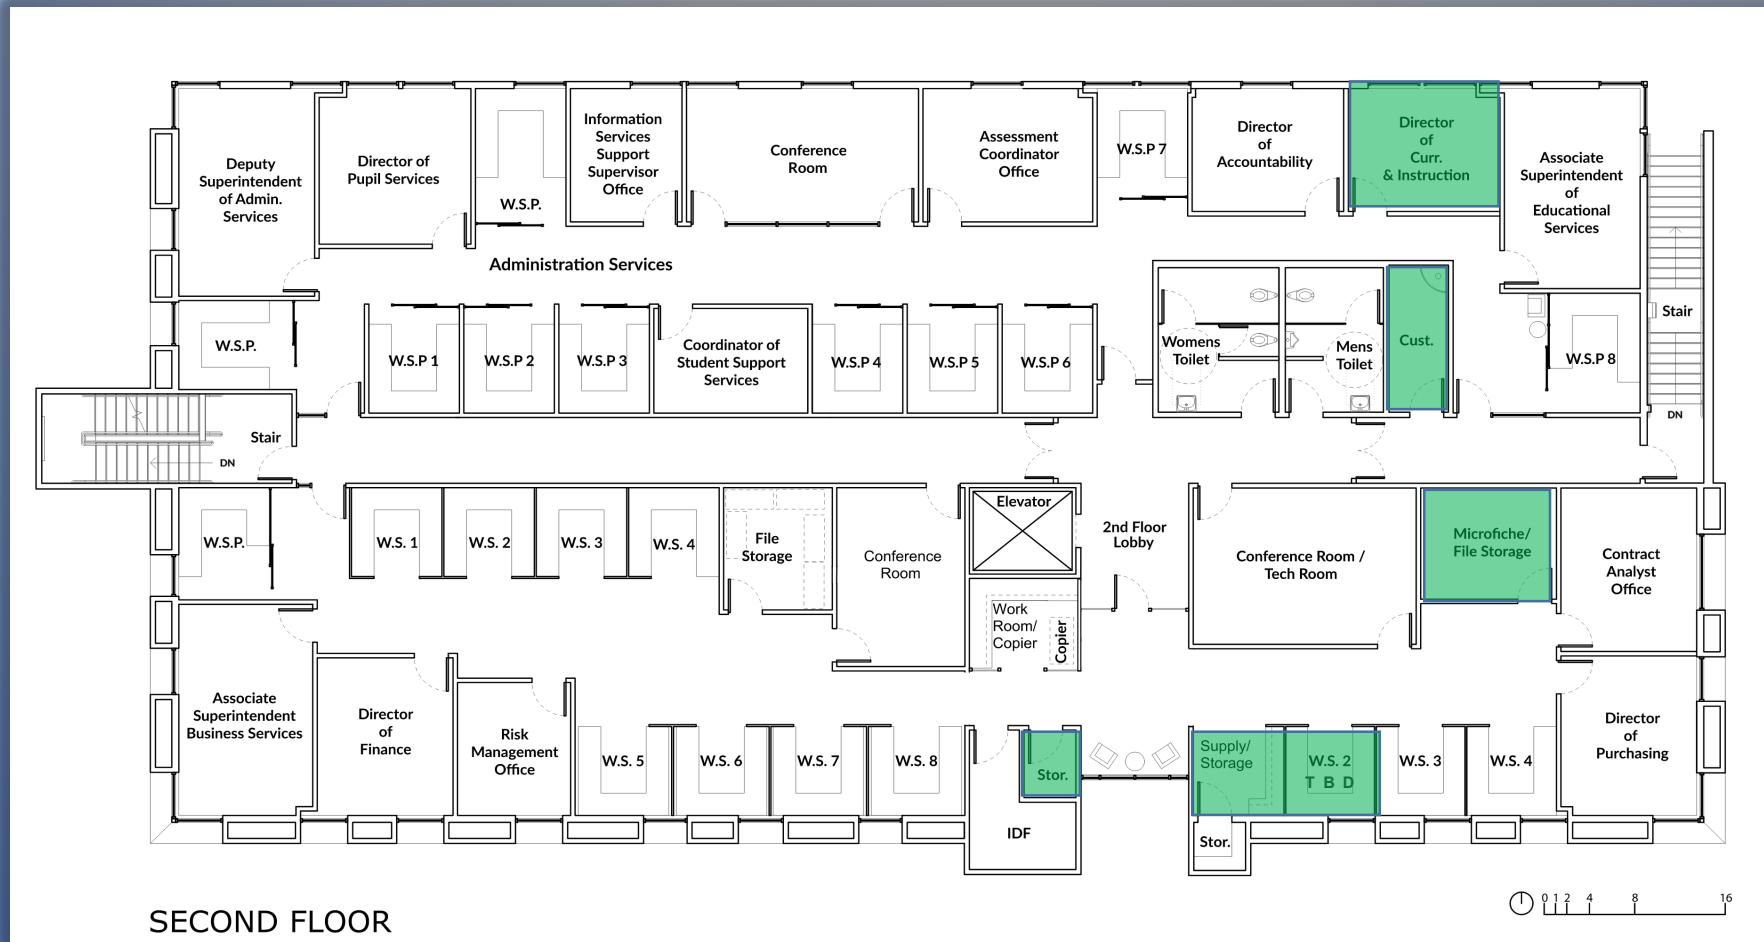 Deputy
Superintendent
of Admin.
Services
Director of
Pupil Services
W.S.P.
Information
Services
Support
Supervisor
Office
Conference
Room
Assessment
Coordinator
Office
W.S.P 7
Director
of
Accountability
Director
of
Curr.
& Instruction
Associate
Superintendent
of
Educational
Services
Administration Services
W.S.P.
W.S.P 1
W.S.P 2
W.S.P 3
Coordinator of
Student Support
Services
W.S.P 4
W.S.P 5
W.S.P 6
Womens
Toilet
Mens
Toilet
Cust.
W.S.P 8
Stair
DN
Stair
DN
W.S.P.
W.S. 1
W.S. 2
W.S. 3
W.S. 4
File
Storage
Conference
Room
Elevator
2nd Floor
Lobby
Conference Room /
Tech Room
Microfiche/
File Storage
Contract
Analyst
Office
Work
Room/
Copier
Copier
Associate
Superintendent
Business Services
Director
of
Finance
Risk
Management
Office
W.S. 5
W.S. 6
W.S. 7
W.S. 8
Stor.
IDF
Supply/
Storage
Stor.
W.S. 2
T B D
W.S. 3
W.S. 4
Director
of
Purchasing
SECOND FLOOR
0 1 2 4 8 16